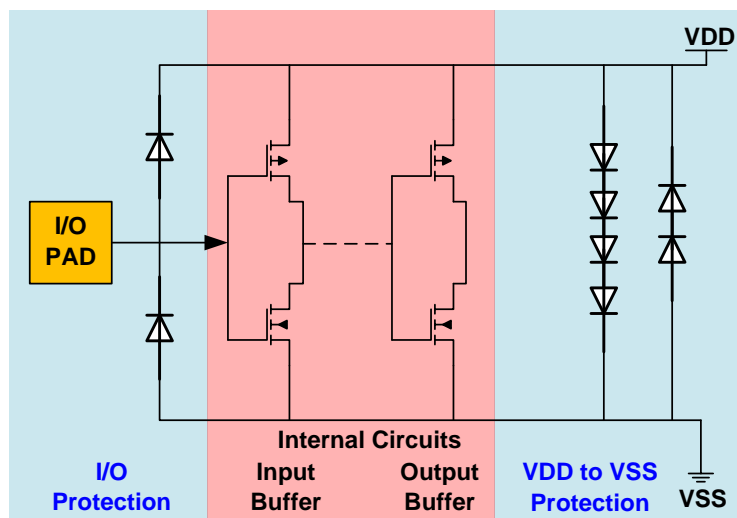 VDD
I/O
PAD
Internal Circuits
I/O
Protection
Input
Buffer
Output
Buffer
VDD to VSS
Protection
VSS